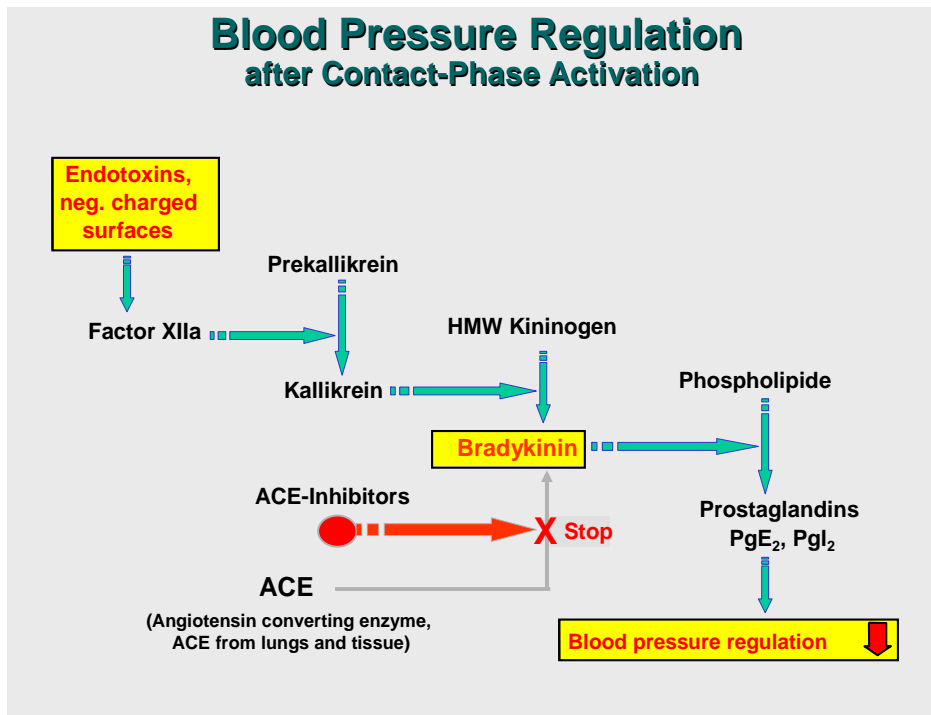 Blood Pressure Regulation
after Contact-Phase Activation
Endotoxins,
neg. charged
surfaces
Prekallikrein
Factor XIIa
HMW Kininogen
Kallikrein
Phospholipide
Bradykinin
ACE-Inhibitors
X Stop
Prostaglandins
PgE₂, PgI₂
ACE
(Angiotensin converting enzyme,
ACE from lungs and tissue)
Blood pressure regulation